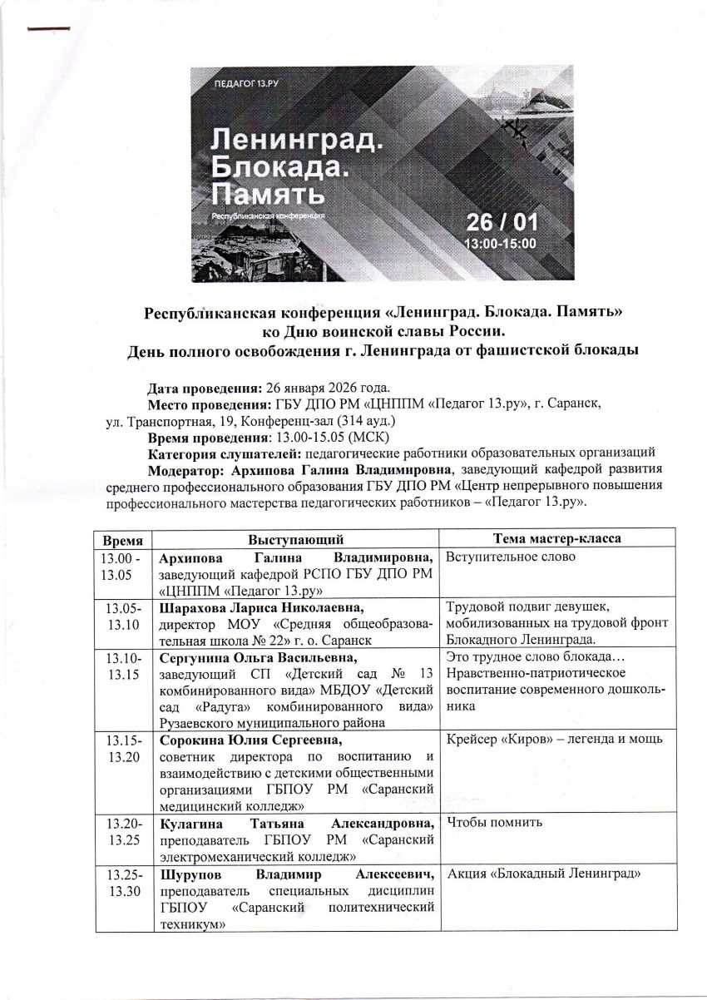 ПЕДАГОГ 13.РУ
Ленинград.
Блокада.
Память
Республиканская конференция
26 / 01
13:00-15:00
Республиканская конференция «Ленинград. Блокада. Память»
ко Дню воинской славы России.
День полного освобождения г. Ленинграда от фашистской блокады
Дата проведения: 26 января 2026 года.
Место проведения: ГБУ ДПО РМ «ЦНППМ «Педагог 13.ру», г. Саранск,
ул. Транспортная, 19, Конференц-зал (314 ауд.)
Время проведения: 13.00-15.05 (МСК)
Категория слушателей: педагогические работники образовательных организаций
Модератор: Архипова Галина Владимировна, заведующий кафедрой развития
среднего профессионального образования ГБУ ДПО РМ «Центр непрерывного повышения
профессионального мастерства педагогических работников – «Педагог 13.ру».
Время Выступающий Тема мастер-класса
13.00 - Архипова Галина Владимировна, Вступительное слово
13.05 заведующий кафедрой РСПО ГБУ ДПО РМ
«ЦНППМ «Педагог 13.ру»
13.05- Шарахова Лариса Николаевна, Трудовой подвиг девушек,
13.10 директор МОУ «Средняя общеобразова- мобилизованных на трудовой фронт
тельная школа № 22» г. о. Саранск Блокадного Ленинграда.
13.10- Сергунина Ольга Васильевна, Это трудное слово блокада…
13.15 заведующий СП «Детский сад № 13 Нравственно-патриотическое
комбинированного вида» МБДОУ «Детский воспитание современного дошколь-
сад «Радуга» комбинированного вида» ника
Рузаевского муниципального района
13.15- Сорокина Юлия Сергеевна, Крейсер «Киров» – легенда и мощь
13.20 советник директора по воспитанию и
взаимодействию с детскими общественными
организациями ГБПОУ РМ «Саранский
медицинский колледж»
13.20- Кулагина Татьяна Александровна, Чтобы помнить
13.25 преподаватель ГБПОУ РМ «Саранский
электромеханический колледж»
13.25- Шурупов Владимир Алексеевич, Акция «Блокадный Ленинград»
13.30 преподаватель специальных дисциплин
ГБПОУ «Саранский политехнический
техникум»